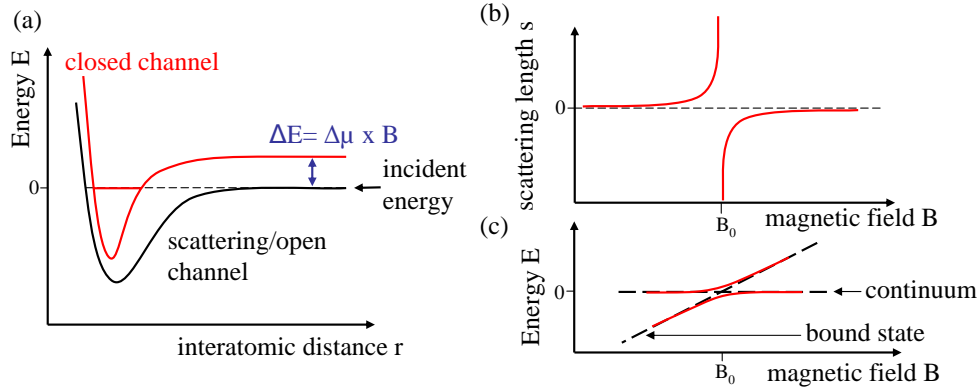 (a)
closed channel
Energy E
ΔE= Δμ x B
0
incident
energy
scattering/open
channel
interatomic distance r
(b)
scattering length s
0
B₀
magnetic field B
(c)
Energy E
0
continuum
bound state
B₀
magnetic field B